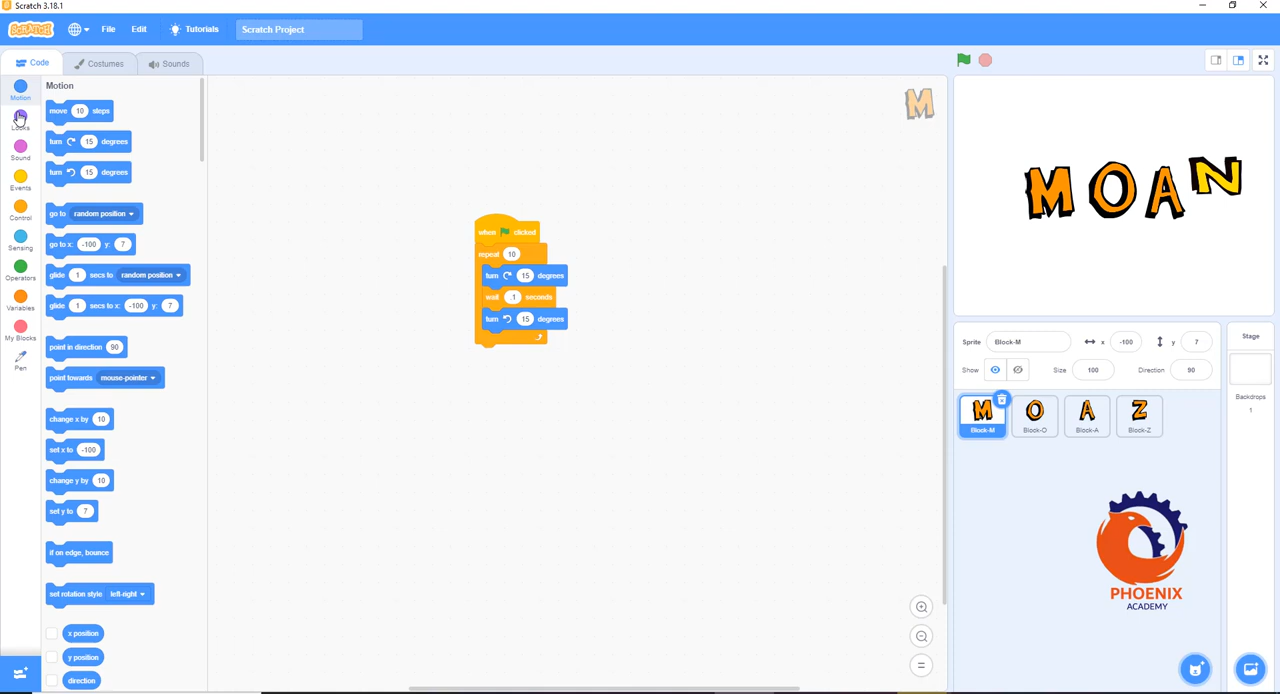 Scratch 3.18.1
SCRATCH File Edit Tutorials Scratch Project
Code Costumes Sounds
Motion
Looks
Sound
Events
Control
Sensing
Operators
Variables
My Blocks
Pen
Motion
move 10 steps
turn 15 degrees
turn 15 degrees
go to random position
go to x: -100 y: 7
glide 1 secs to random position
glide 1 secs to x: -100 y: 7
point in direction 90
point towards mouse-pointer
change x by 10
set x to -100
change y by 10
set y to 7
if on edge, bounce
set rotation style left-right
x position
y position
direction
when clicked
repeat 10
turn 15 degrees
wait .1 seconds
turn 15 degrees
M
M O A N
Sprite Block-M x -100 y 7
Show Size 100 Direction 90
M O A Z
Block-M Block-O Block-A Block-Z
Stage
Backdrops
1
PHOENIX
ACADEMY